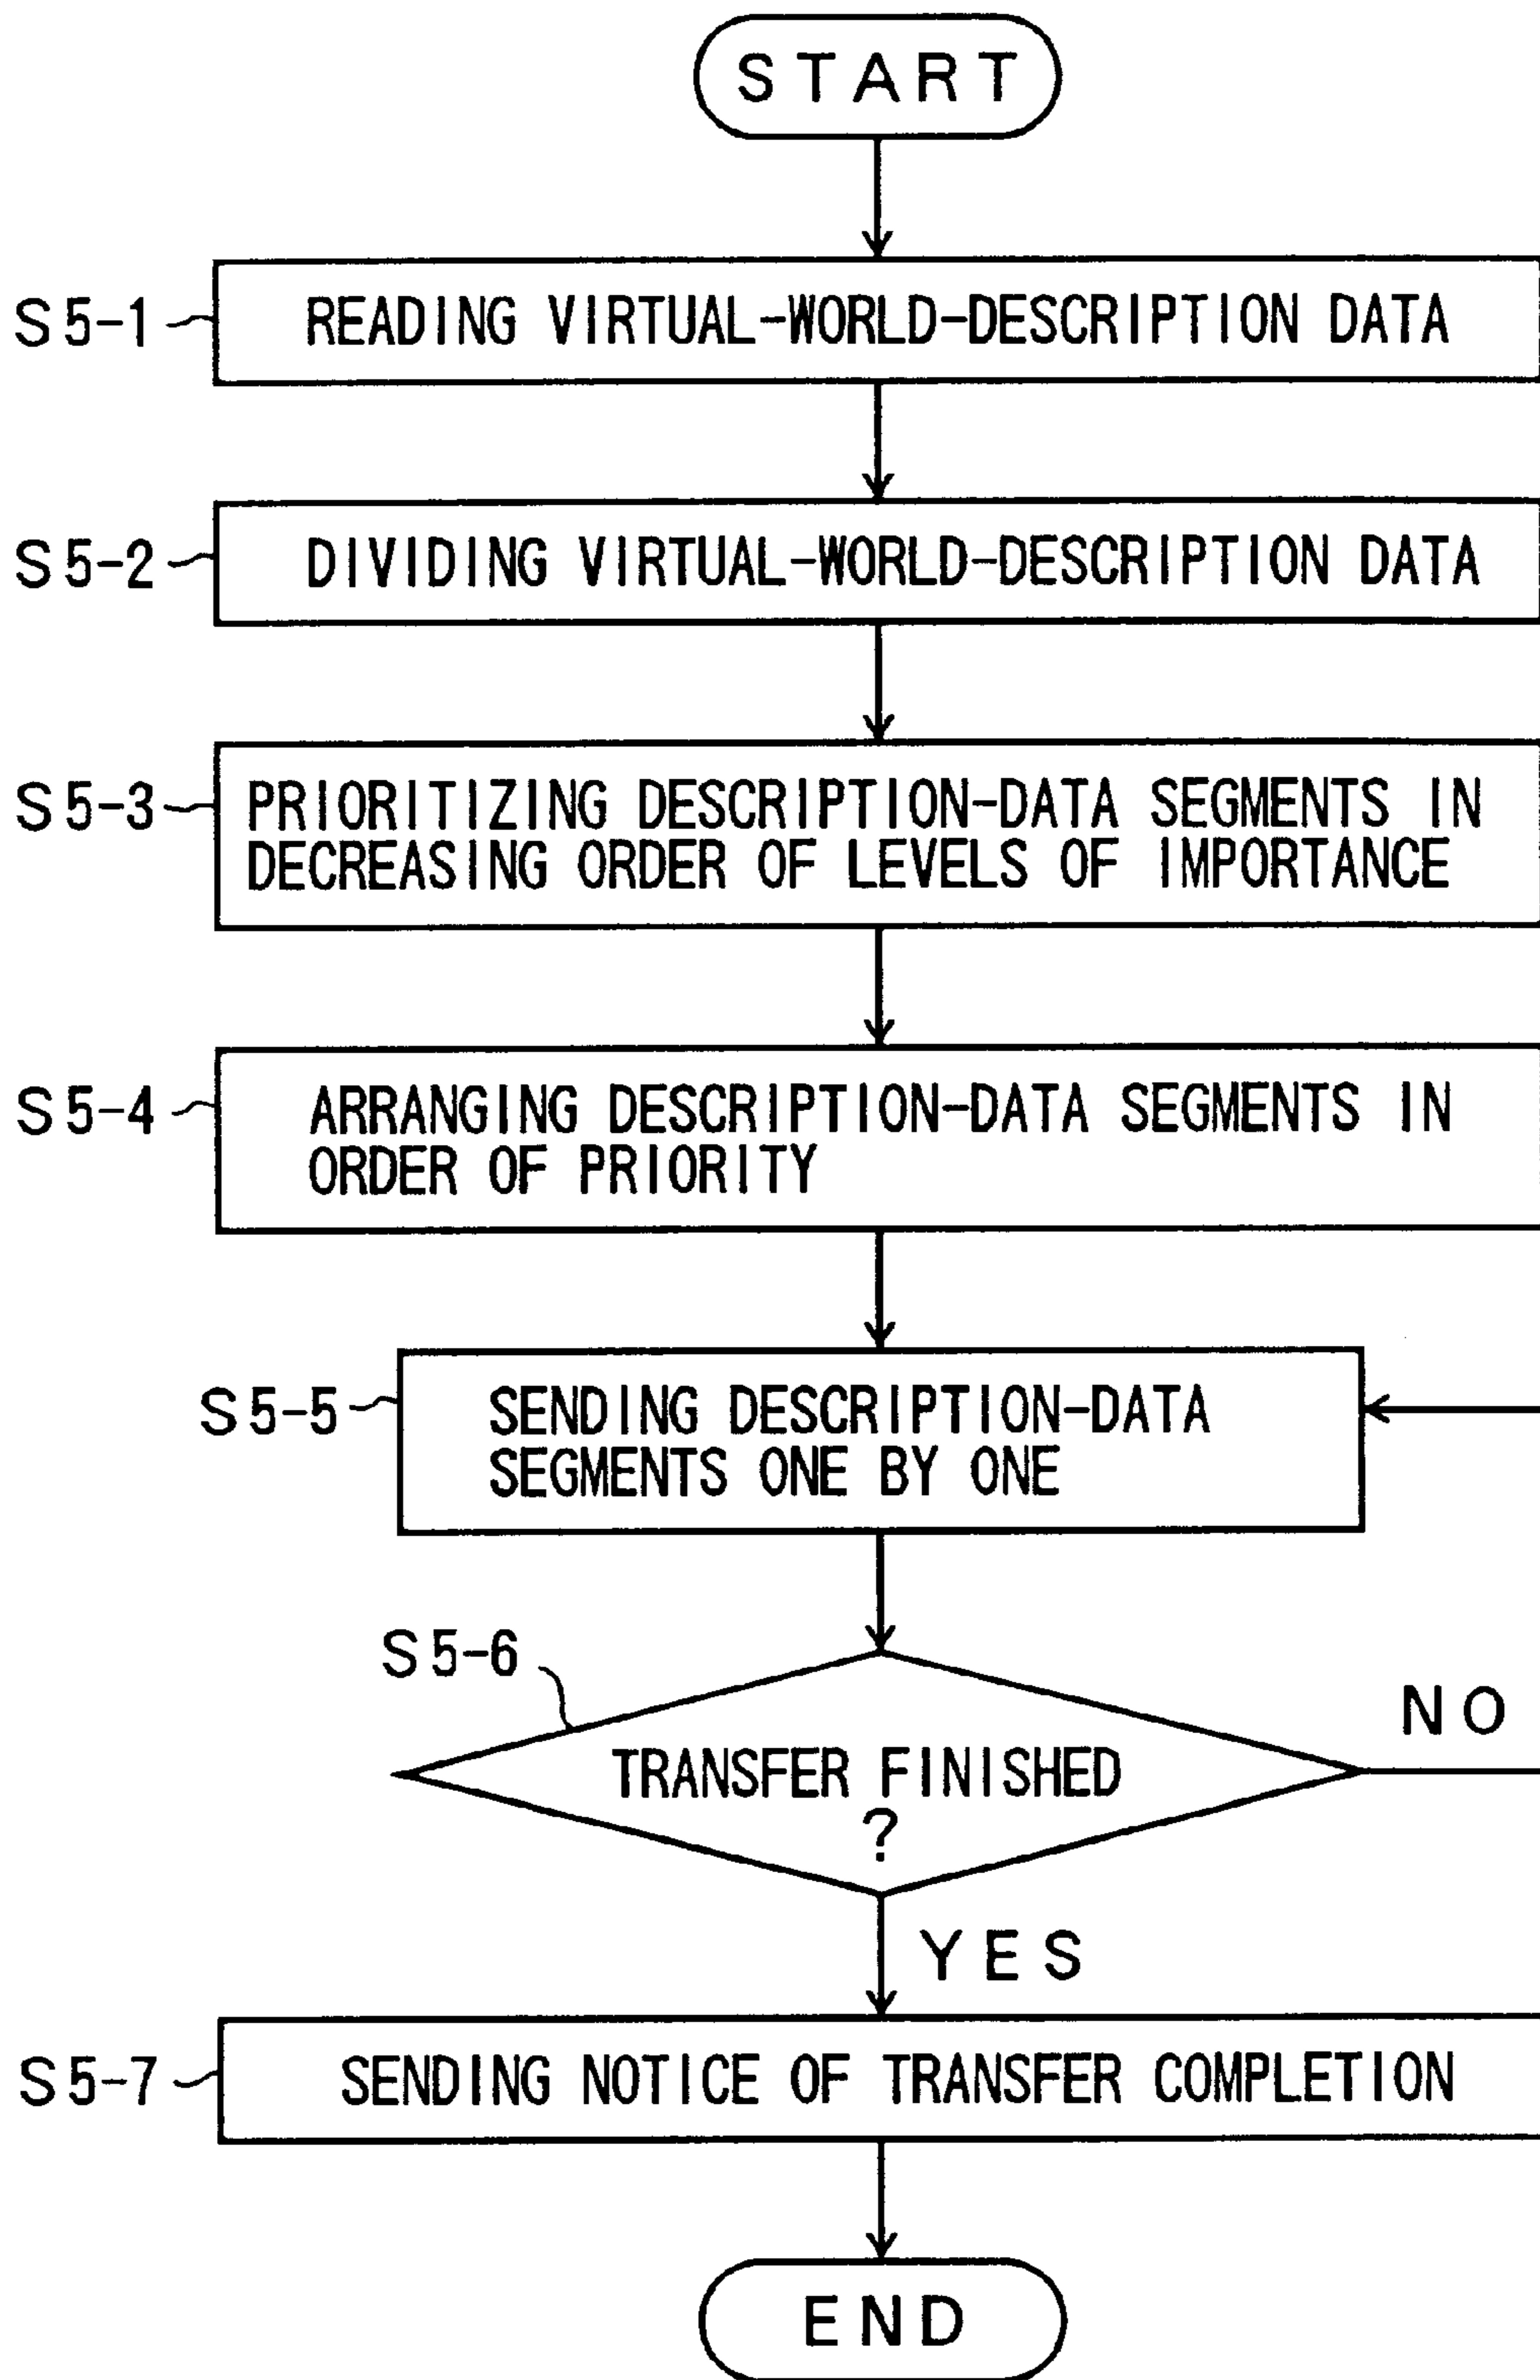 START
S5-1
READING VIRTUAL-WORLD-DESCRIPTION DATA
S5-2
DIVIDING VIRTUAL-WORLD-DESCRIPTION DATA
S5-3
PRIORITIZING DESCRIPTION-DATA SEGMENTS IN
DECREASING ORDER OF LEVELS OF IMPORTANCE
S5-4
ARRANGING DESCRIPTION-DATA SEGMENTS IN
ORDER OF PRIORITY
S5-5
SENDING DESCRIPTION-DATA
SEGMENTS ONE BY ONE
S5-6
NO
TRANSFER FINISHED
?
YES
S5-7
SENDING NOTICE OF TRANSFER COMPLETION
END